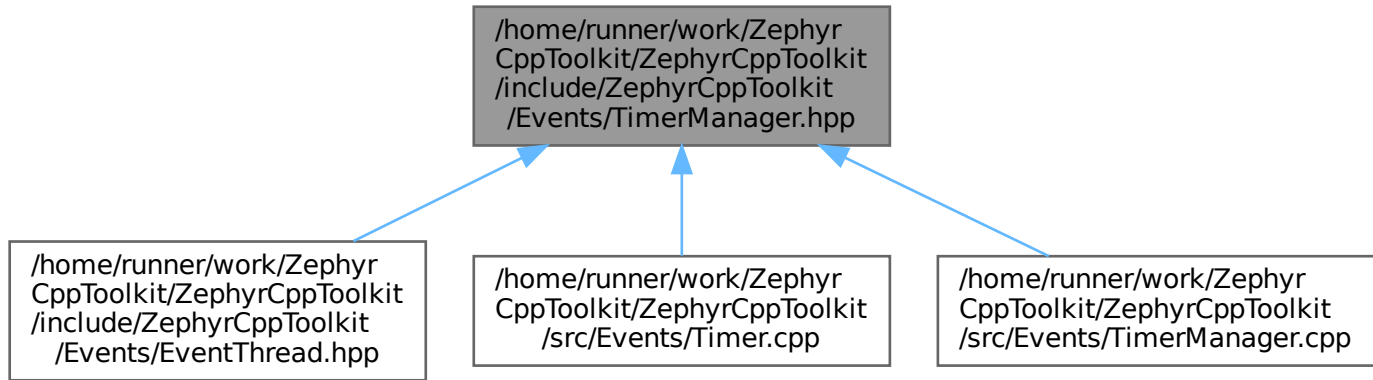 /home/runner/work/Zephyr
CppToolkit/ZephyrCppToolkit
/include/ZephyrCppToolkit
/Events/TimerManager.hpp
/home/runner/work/Zephyr
CppToolkit/ZephyrCppToolkit
/include/ZephyrCppToolkit
/Events/EventThread.hpp
/home/runner/work/Zephyr
CppToolkit/ZephyrCppToolkit
/src/Events/Timer.cpp
/home/runner/work/Zephyr
CppToolkit/ZephyrCppToolkit
/src/Events/TimerManager.cpp